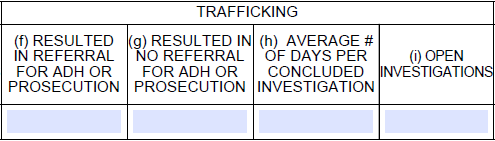 TRAFFICKING
(f) RESULTED
IN REFERRAL
FOR ADH OR
PROSECUTION
(g) RESULTED IN
NO REFERRAL
FOR ADH OR
PROSECUTION
(h) AVERAGE #
OF DAYS PER
CONCLUDED
INVESTIGATION
(i) OPEN
INVESTIGATIONS